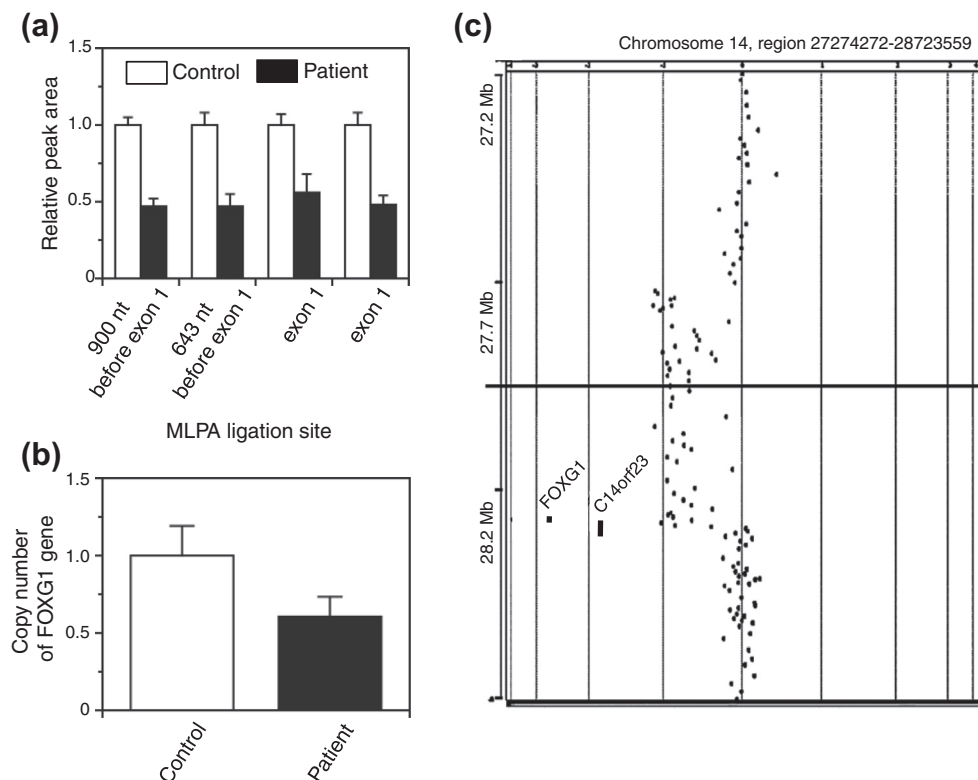 (a)
Relative peak area
1.5
1.0
0.5
0
Control
Patient
900 nt
before exon 1
643 nt
before exon 1
exon 1
exon 1
MLPA ligation site
(b)
Copy number
of FOXG1 gene
1.5
1.0
0.5
0
Control
Patient
(c)
Chromosome 14, region 27274272-28723559
27.2 Mb
27.7 Mb
28.2 Mb
FOXG1
C14orf23